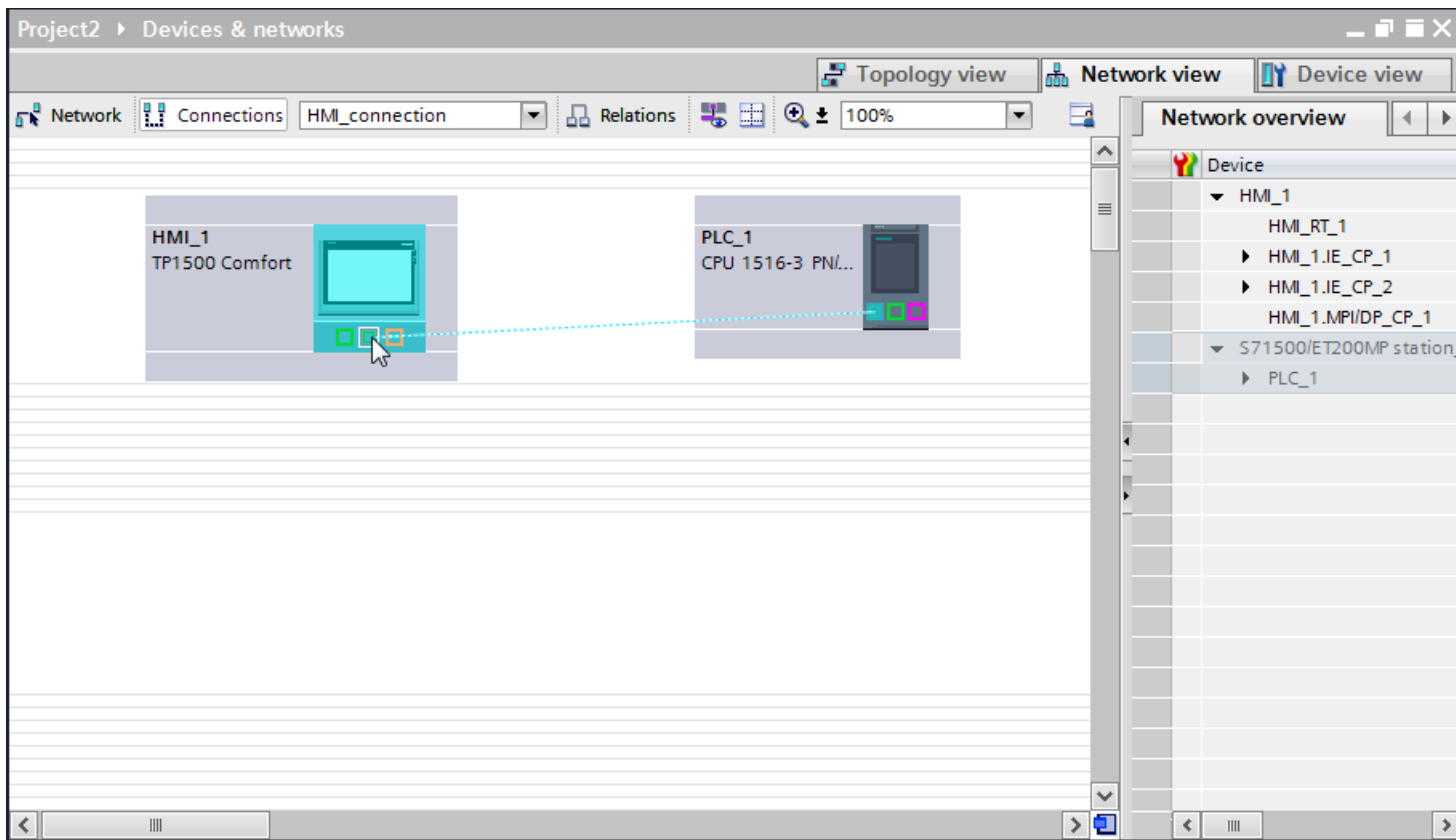 Project2 ▸ Devices & networks
Topology view
Network view
Device view
Network
Connections
HMI_connection
Relations
100%
Network overview
Device
HMI_1
TP1500 Comfort
PLC_1
CPU 1516-3 PN/...
HMI_1
HMI_RT_1
HMI_1.IE_CP_1
HMI_1.IE_CP_2
HMI_1.MPI/DP_CP_1
S71500/ET200MP station_
PLC_1